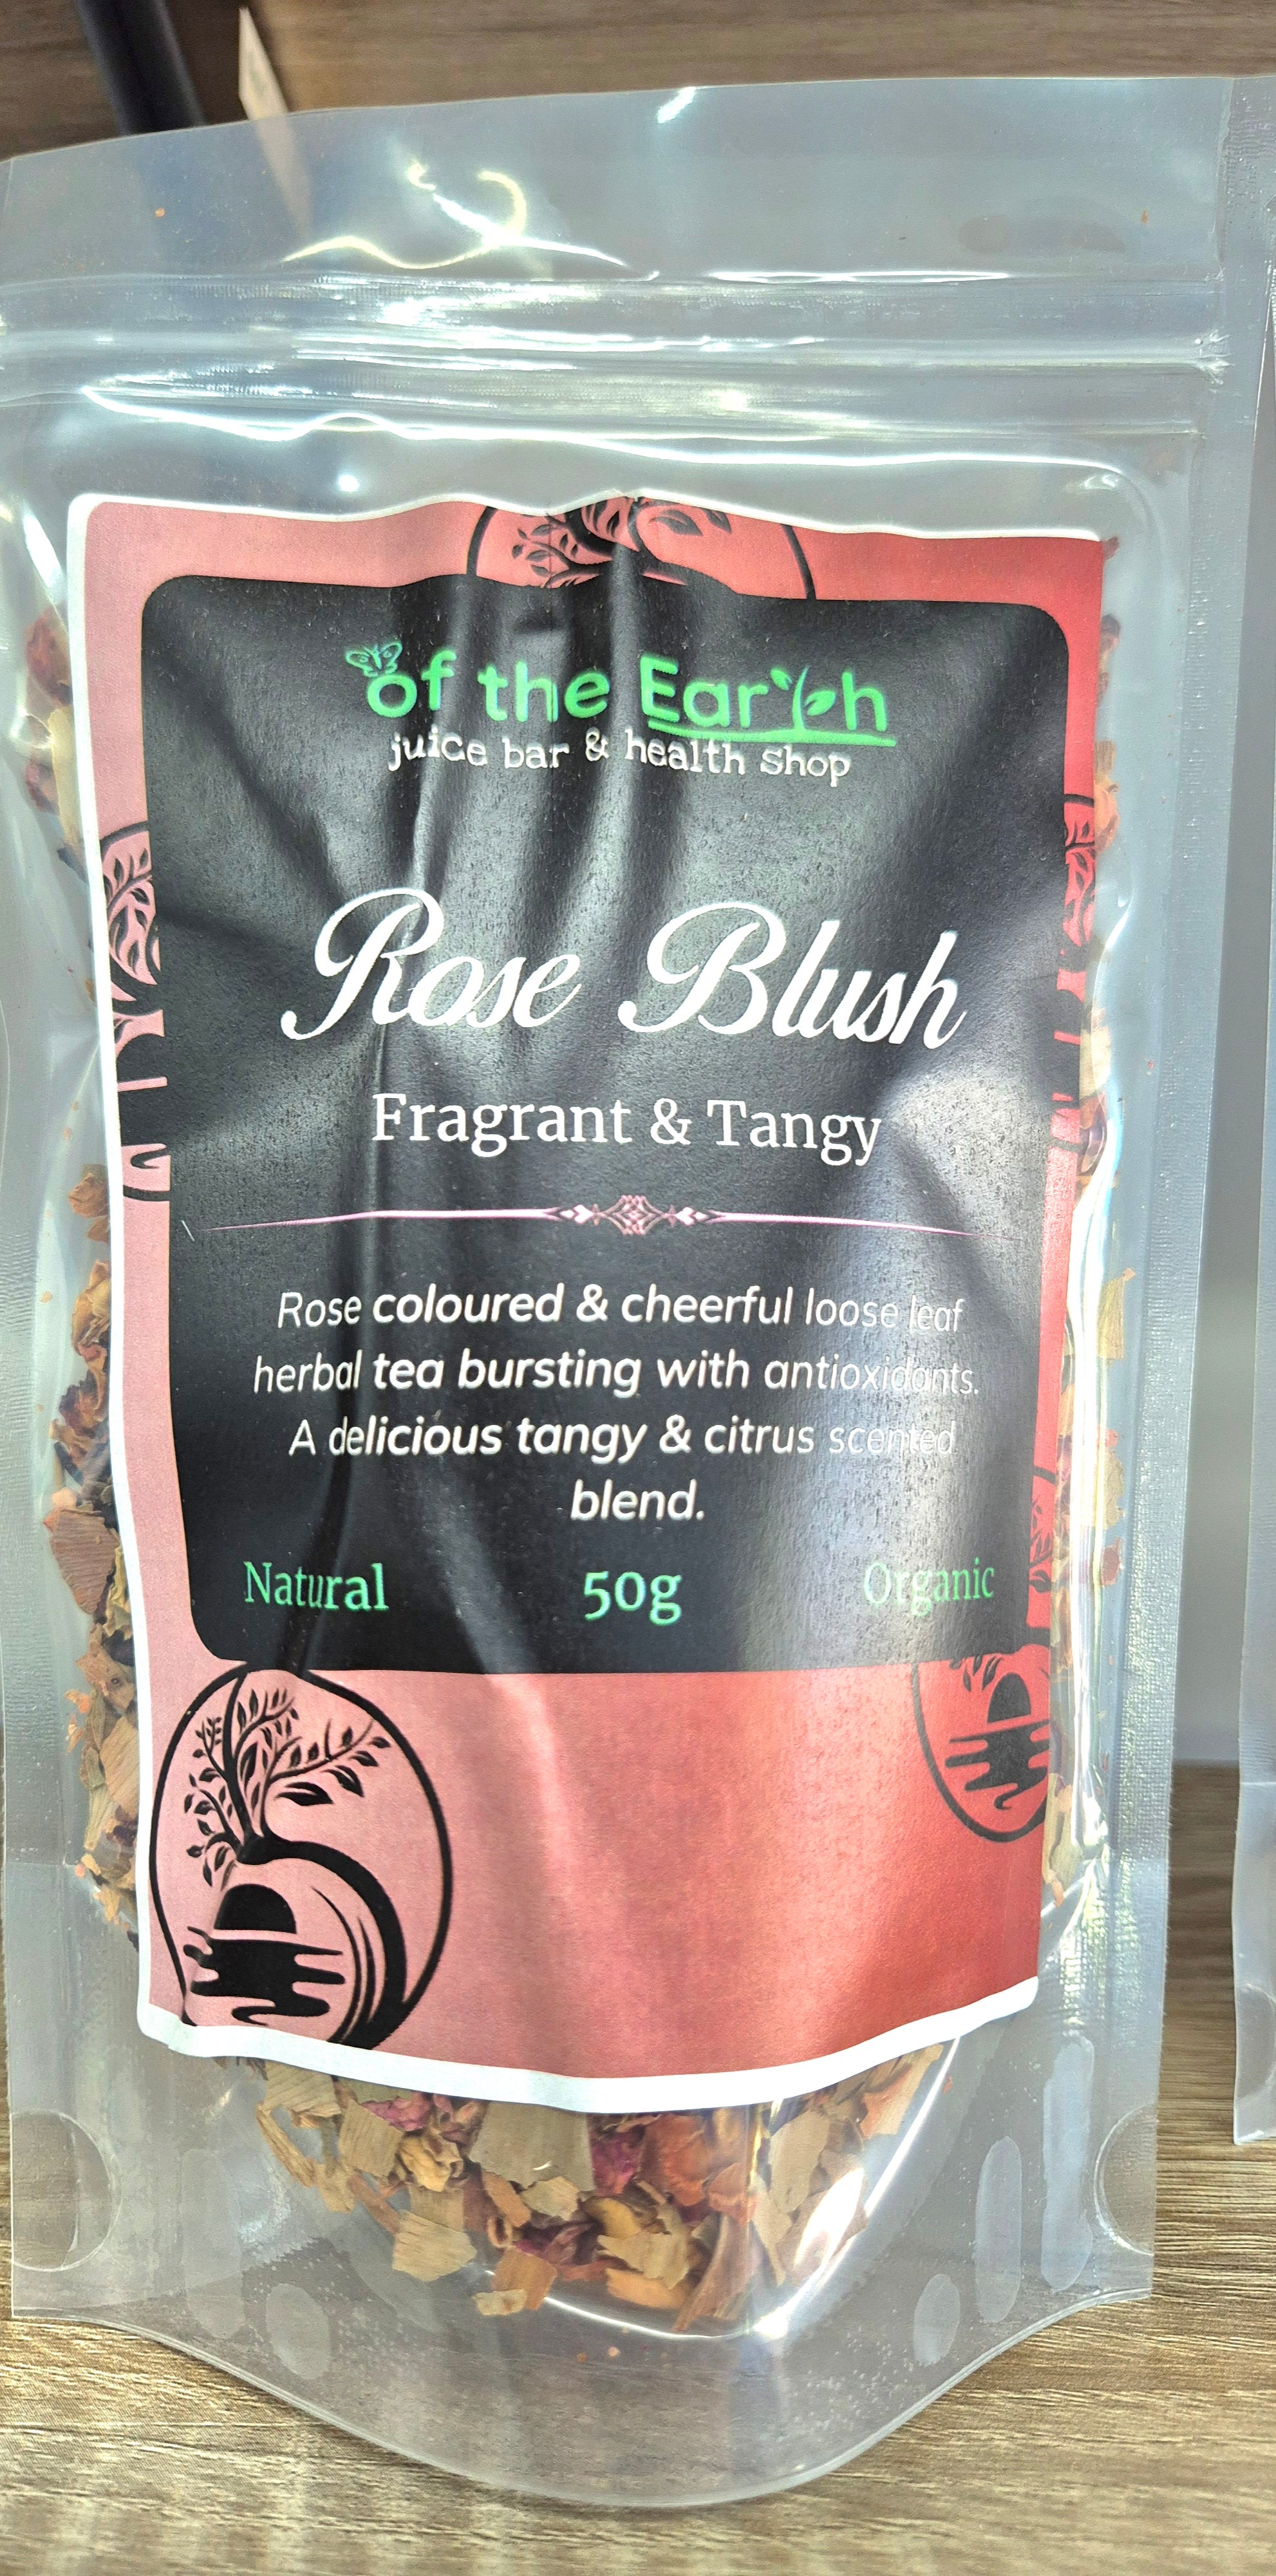 of the Earth
juice bar & health shop
Rose Blush
Fragrant & Tangy
Rose coloured & cheerful loose leaf
herbal tea bursting with antioxidants.
A delicious tangy & citrus scented
blend.
Natural 50g Organic